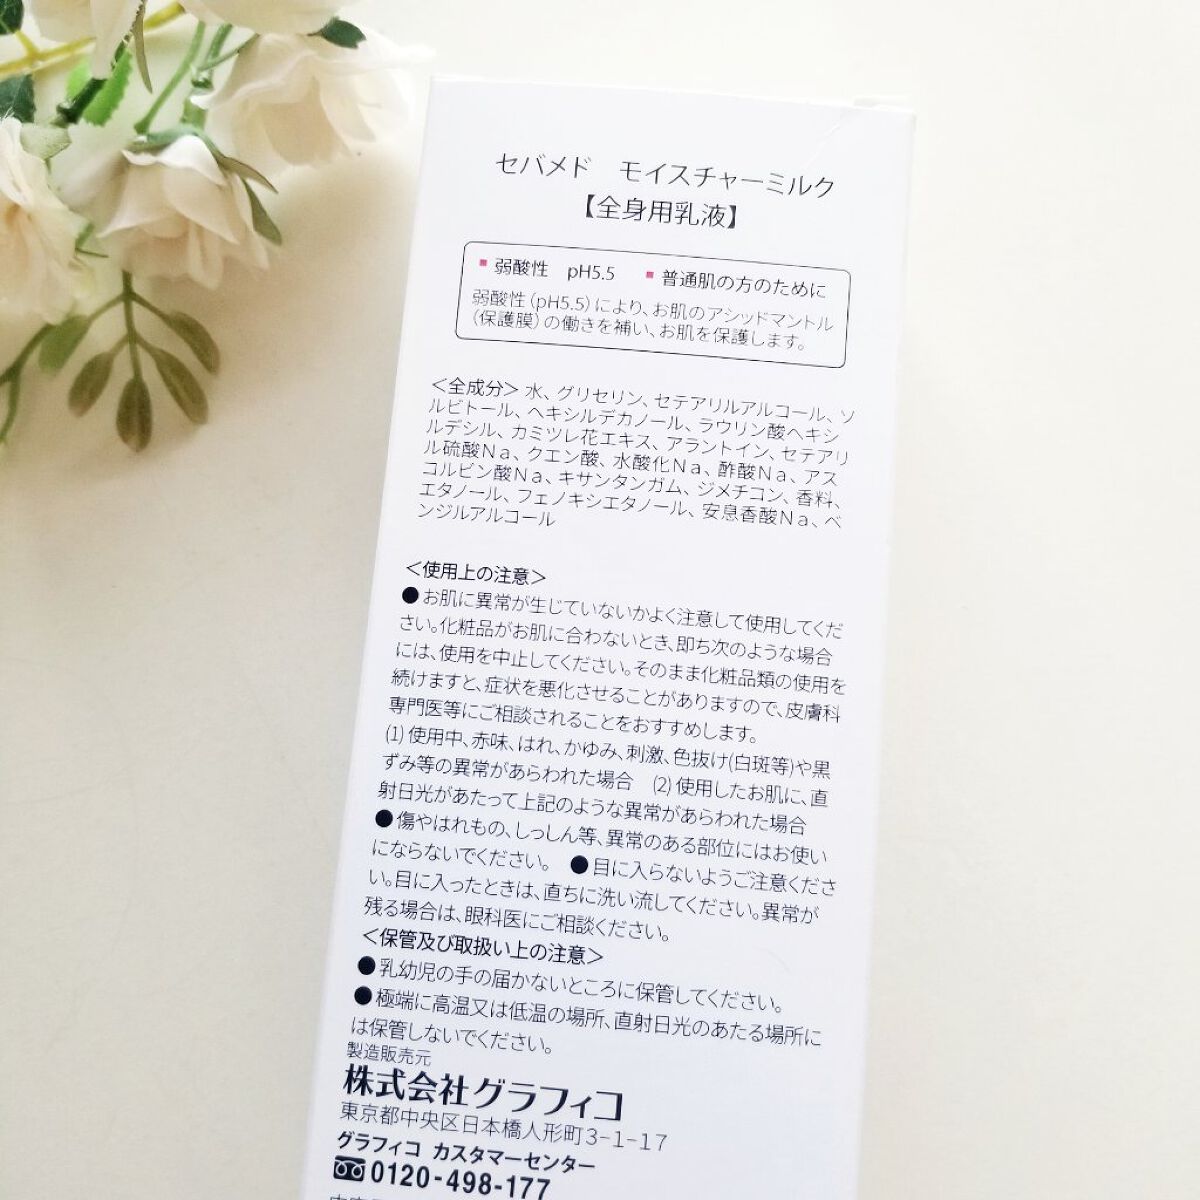 セバメド　モイスチャーミルク
【全身用乳液】
■ 弱酸性　pH5.5　■ 普通肌の方のために
弱酸性(pH5.5)により、お肌のアシッドマントル
(保護膜)の働きを補い、お肌を保護します。
＜全成分＞水、グリセリン、セテアリルアルコール、ソ
ルビトール、ヘキシルデカノール、ラウリン酸ヘキシ
ルデシル、カミツレ花エキス、アラントイン、セテアリ
ル硫酸Na、クエン酸、水酸化Na、酢酸Na、アス
コルビン酸Na、キサンタンガム、ジメチコン、香料、
エタノール、フェノキシエタノール、安息香酸Na、ベ
ンジルアルコール
＜使用上の注意＞
●お肌に異常が生じていないかよく注意して使用してくだ
さい。化粧品がお肌に合わないとき、即ち次のような場合
には、使用を中止してください。そのまま化粧品類の使用を
続けますと、症状を悪化させることがありますので、皮膚科
専門医等にご相談されることをおすすめします。
(1)使用中、赤味、はれ、かゆみ、刺激、色抜け(白斑等)や黒
ずみ等の異常があらわれた場合　(2)使用したお肌に、直
射日光があたって上記のような異常があらわれた場合
●傷やはれもの、しっしん等、異常のある部位にはお使い
にならないでください。　●目に入らないようご注意くださ
い。目に入ったときは、直ちに洗い流してください。異常が
残る場合は、眼科医にご相談ください。
＜保管及び取扱い上の注意＞
●乳幼児の手の届かないところに保管してください。
●極端に高温又は低温の場所、直射日光のあたる場所に
は保管しないでください。
製造販売元
株式会社グラフィコ
東京都中央区日本橋人形町3-1-17
グラフィコ カスタマーセンター
0120-498-177